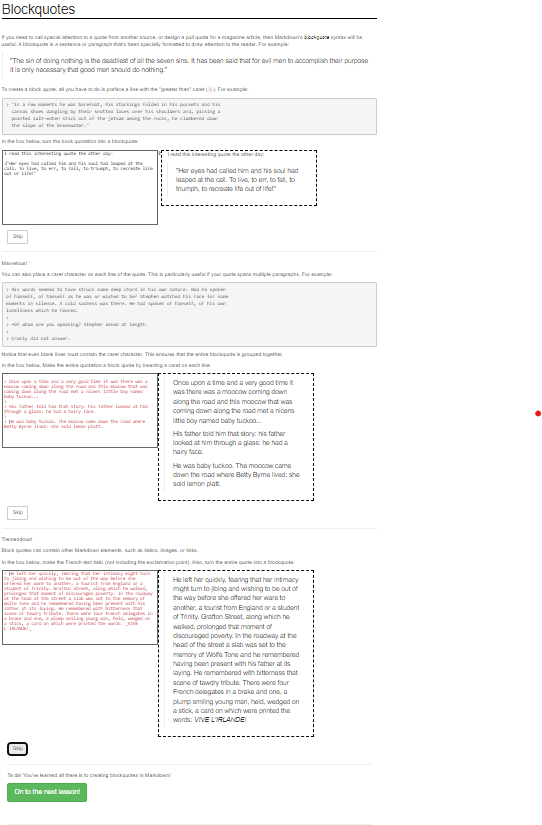 Blockquotes
If you need to call special attention to a quote from another source, or design a pull quote for a magazine article, then Markdown's blockquote syntax will be
useful. A blockquote is a sentence or paragraph that's been specially formatted to draw attention to the reader. For example:
"The sin of doing nothing is the deadliest of all the seven sins. It has been said that for evil men to accomplish their purpose
it is only necessary that good men should do nothing."
To create a block quote, all you have to do is preface a line with the "greater than" caret (>). For example:
> "In a few moments he was barefoot, his stockings folded in his pockets and his
canvas shoes dangling by their knotted laces over his shoulders and, picking a
pointed salt-eaten stick out of the jetsam among the rocks, he clambered down
the slope of the breakwater."
In the box below, turn the book quotation into a blockquote:
I read this interesting quote the other day:
>"Her eyes had called him and his soul had leaped at the
call. To live, to err, to fall, to triumph, to recreate life
out of life!"
I read this interesting quote the other day:
"Her eyes had called him and his soul had
leaped at the call. To live, to err, to fall, to
triumph, to recreate life out of life!"
Skip
Marvelous!
You can also place a caret character on each line of the quote. This is particularly useful if your quote spans multiple paragraphs. For example:
> His words seemed to have struck some deep chord in his own nature. Had he spoken
of himself, of himself as he was or wished to be? Stephen watched his face for some
moments in silence. A cold sadness was there. He had spoken of himself, of his own
loneliness which he feared.
>
> —Of whom are you speaking? Stephen asked at length.
>
> Cranly did not answer.
Notice that even blank lines must contain the caret character. This ensures that the entire blockquote is grouped together.
In the box below, Make the entire quotation a block quote by inserting a caret on each line.
> Once upon a time and a very good time it was there was a
moocow coming down along the road and this moocow that was
coming down along the road met a nicens little boy named
baby tuckoo...
>
> His father told him that story: his father looked at him
through a glass: he had a hairy face.
>
> He was baby tuckoo. The moocow came down the road where
Betty Byrne lived: she sold lemon platt.
Once upon a time and a very good time it
was there was a moocow coming down
along the road and this moocow that was
coming down along the road met a nicens
little boy named baby tuckoo...
His father told him that story: his father
looked at him through a glass: he had a
hairy face.
He was baby tuckoo. The moocow came
down the road where Betty Byrne lived: she
sold lemon platt.
Skip
Tremendous!
Block quotes can contain other Markdown elements, such as italics, images, or links.
In the box below, make the French text italic (not including the exclamation point). Also, turn the entire quote into a blockquote.
> He left her quickly, fearing that her intimacy might turn
to jibing and wishing to be out of the way before she
offered her ware to another, a tourist from England or a
student of Trinity. Grafton Street, along which he walked,
prolonged that moment of discouraged poverty. In the roadway
at the head of the street a slab was set to the memory of
Wolfe Tone and he remembered having been present with his
father at its laying. He remembered with bitterness that
scene of tawdry tribute. There were four French delegates in
a brake and one, a plump smiling young man, held, wedged on
a stick, a card on which were printed the words: _VIVE
L'IRLANDE!_
He left her quickly, fearing that her intimacy
might turn to jibing and wishing to be out of
the way before she offered her ware to
another, a tourist from England or a student
of Trinity. Grafton Street, along which he
walked, prolonged that moment of
discouraged poverty. In the roadway at the
head of the street a slab was set to the
memory of Wolfe Tone and he remembered
having been present with his father at its
laying. He remembered with bitterness that
scene of tawdry tribute. There were four
French delegates in a brake and one, a
plump smiling young man, held, wedged on
a stick, a card on which were printed the
words: VIVE L'IRLANDE!
Skip
Ta da! You've learned all there is to creating blockquotes in Markdown!
On to the next lesson!